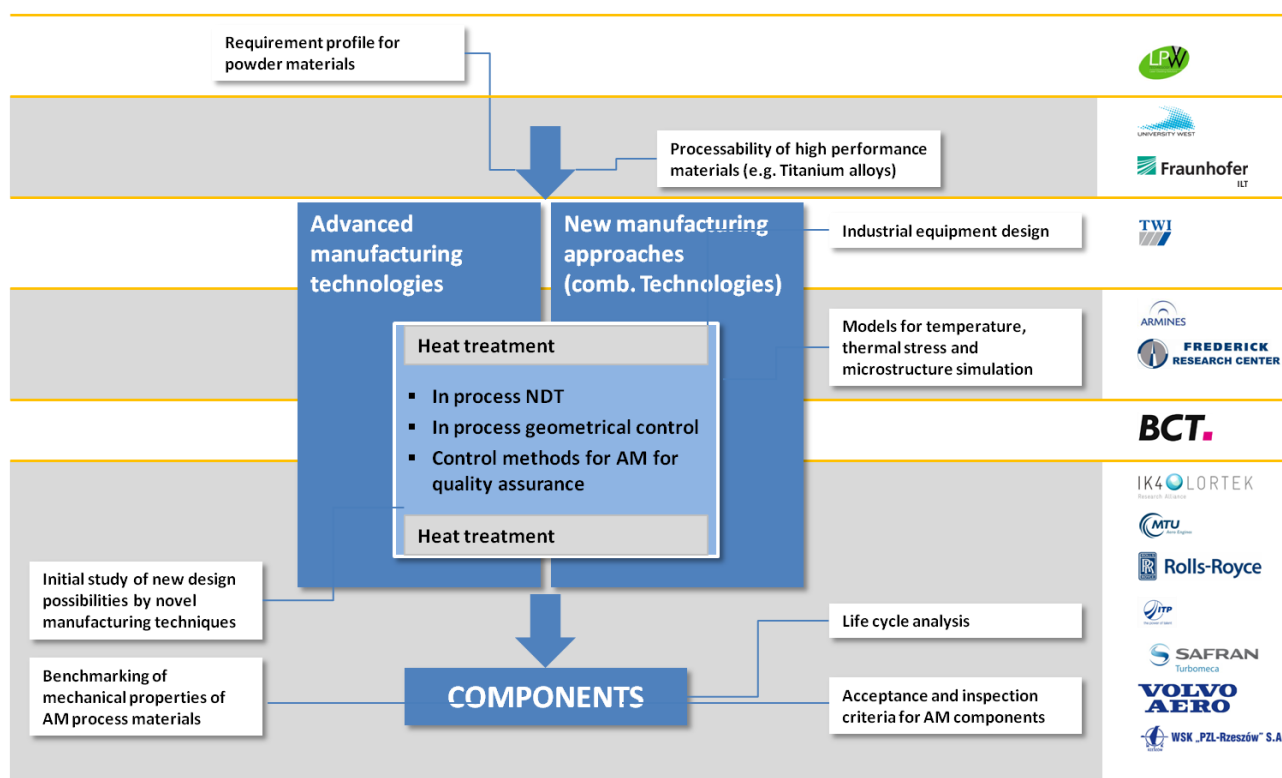 Requirement profile for
powder materials
LPW
UNIVERSITY WEST
Processability of high performance
materials (e.g. Titanium alloys)
Fraunhofer
ILT
Advanced
manufacturing
technologies
New manufacturing
approaches
(comb. Technologies)
Industrial equipment design
TWI
Heat treatment
▪ In process NDT
▪ In process geometrical control
▪ Control methods for AM for
quality assurance
Heat treatment
Models for temperature,
thermal stress and
microstructure simulation
ARMINES
FREDERICK
RESEARCH CENTER
BCT.
IK4 LORTEK
Research Alliance
MTU
Aero Engines
RR Rolls-Royce
Initial study of new design
possibilities by novel
manufacturing techniques
Life cycle analysis
ITP
SAFRAN
Turbomeca
Benchmarking of
mechanical properties of
AM process materials
COMPONENTS
Acceptance and inspection
criteria for AM components
VOLVO
AERO
WSK „PZL-Rzeszów” S.A